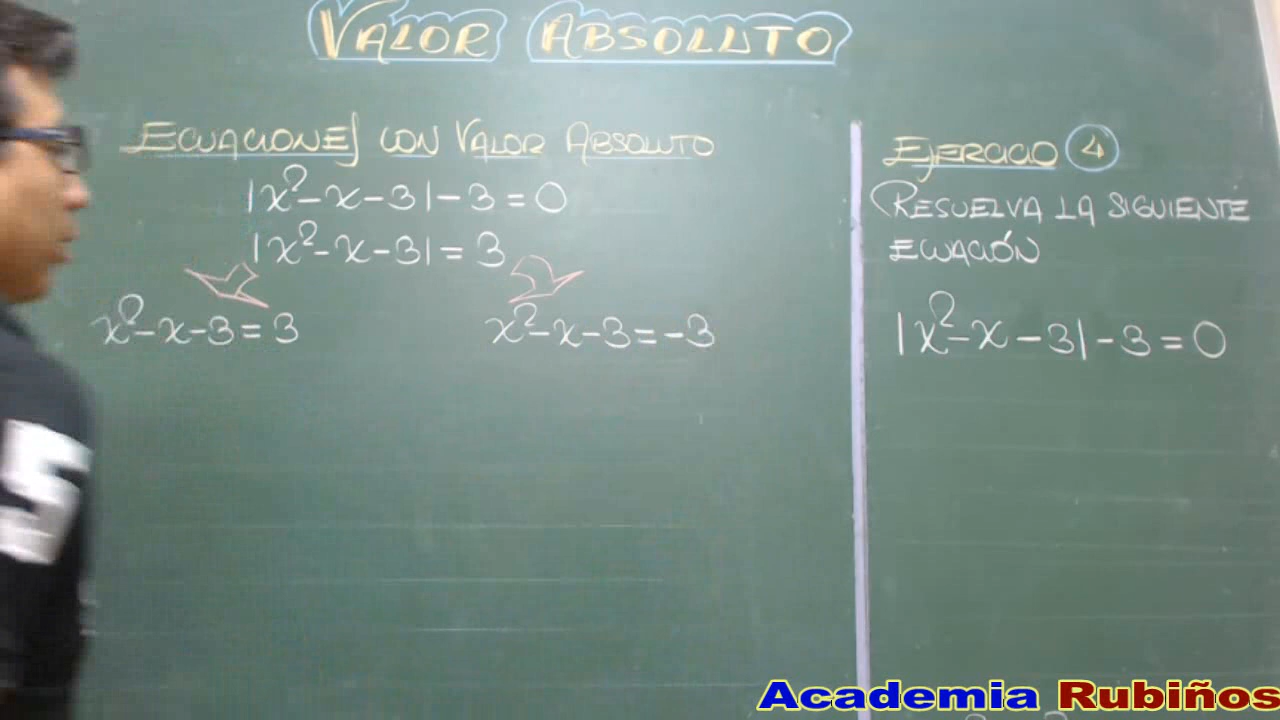 VALOR ABSOLUTO
ECUACIONES CON VALOR ABSOLUTO
|x²-x-3|-3=0
|x²-x-3|=3
x²-x-3=3
x²-x-3=-3
EJERCICIO 4
RESUELVA LA SIGUIENTE
ECUACIÓN
|x²-x-3|-3=0
5
Academia Rubiños